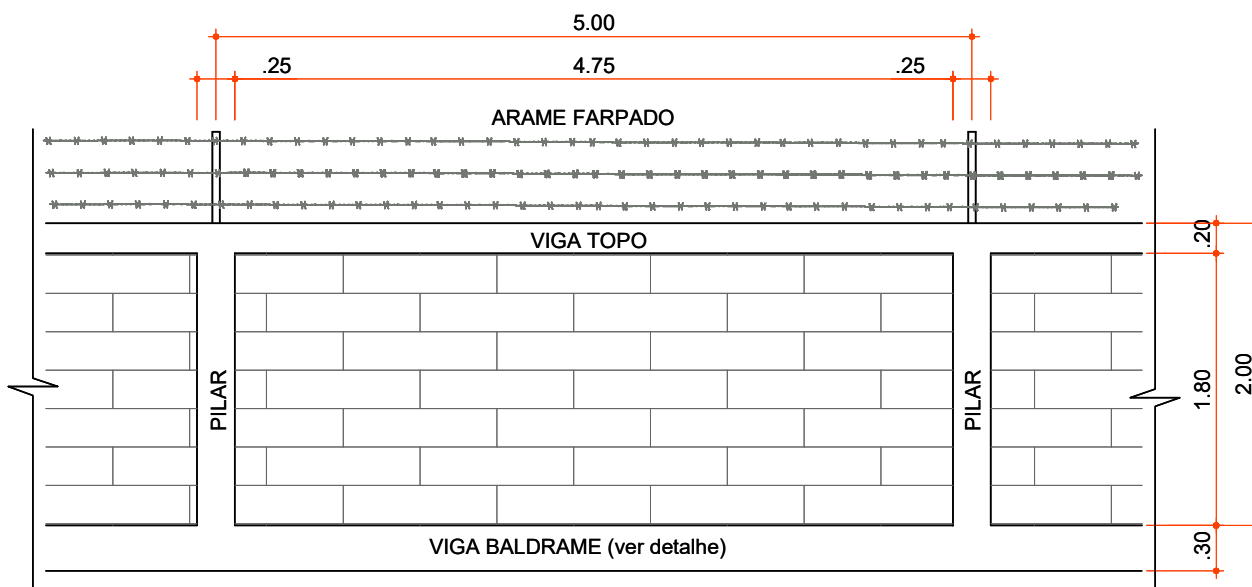 5.00
.25 4.75 .25
ARAME FARPADO
VIGA TOPO
.20
PILAR
PILAR
1.80
2.00
VIGA BALDRAME (ver detalhe)
.30